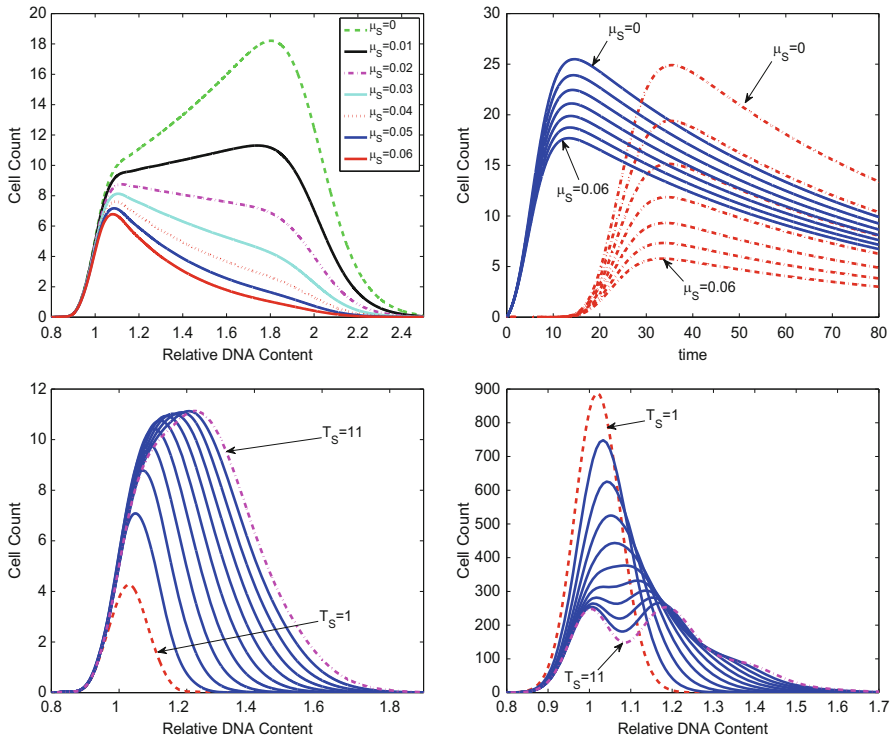 20
18
16
14
12
10
8
6
4
2
0
Cell Count
0.8 1 1.2 1.4 1.6 1.8 2 2.2 2.4
Relative DNA Content
μS=0
μS=0.01
μS=0.02
μS=0.03
μS=0.04
μS=0.05
μS=0.06
30
25
20
15
10
5
0
Cell Count
0 10 20 30 40 50 60 70 80
time
μS=0
μS=0
μS=0.06
μS=0.06
12
10
8
6
4
2
0
Cell Count
0.8 1 1.2 1.4 1.6 1.8
Relative DNA Content
TS=11
TS=1
900
800
700
600
500
400
300
200
100
0
Cell Count
0.8 0.9 1.0 1.1 1.2 1.3 1.4 1.5 1.6 1.7
Relative DNA Content
TS=1
TS=11